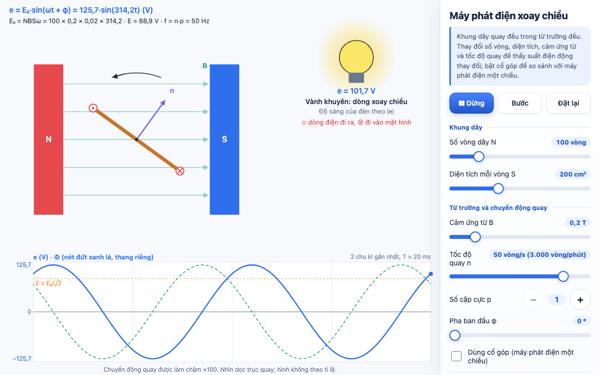 e = E₀·sin(ωt + ϕ) = 125,7·sin(314,2t) (V)
E₀ = NBSω = 100 × 0,2 × 0,02 × 314,2 · E = 88,9 V · f = n·p = 50 Hz
B
n
N
S
e = 101,7 V
Vành khuyên: dòng xoay chiều
Độ sáng của đèn theo |e|
⊙ dòng điện đi ra, ⊗ đi vào mặt hình
e (V) · Φ (nét đứt xanh lá, thang riêng)
2 chu kì gần nhất, T = 20 ms
125,7
E = E₀/√2
0
−125,7
Chuyển động quay được làm chậm ×100. Nhìn dọc trục quay; hình không theo tỉ lệ.
Máy phát điện xoay chiều
Khung dây quay đều trong từ trường đều.
Thay đổi số vòng, diện tích, cảm ứng từ
và tốc độ quay để thấy suất điện động
thay đổi; bật cổ góp để so sánh với máy
phát điện một chiều.
Dừng
Bước
Đặt lại
Khung dây
Số vòng dây N
100 vòng
Diện tích mỗi vòng S
200 cm²
Từ trường và chuyển động quay
Cảm ứng từ B
0,2 T
Tốc độ quay n
50 vòng/s (3.000 vòng/phút)
Số cặp cực p
−
1
+
Pha ban đầu ϕ
0 °
Dùng cổ góp (máy phát điện một
chiều)